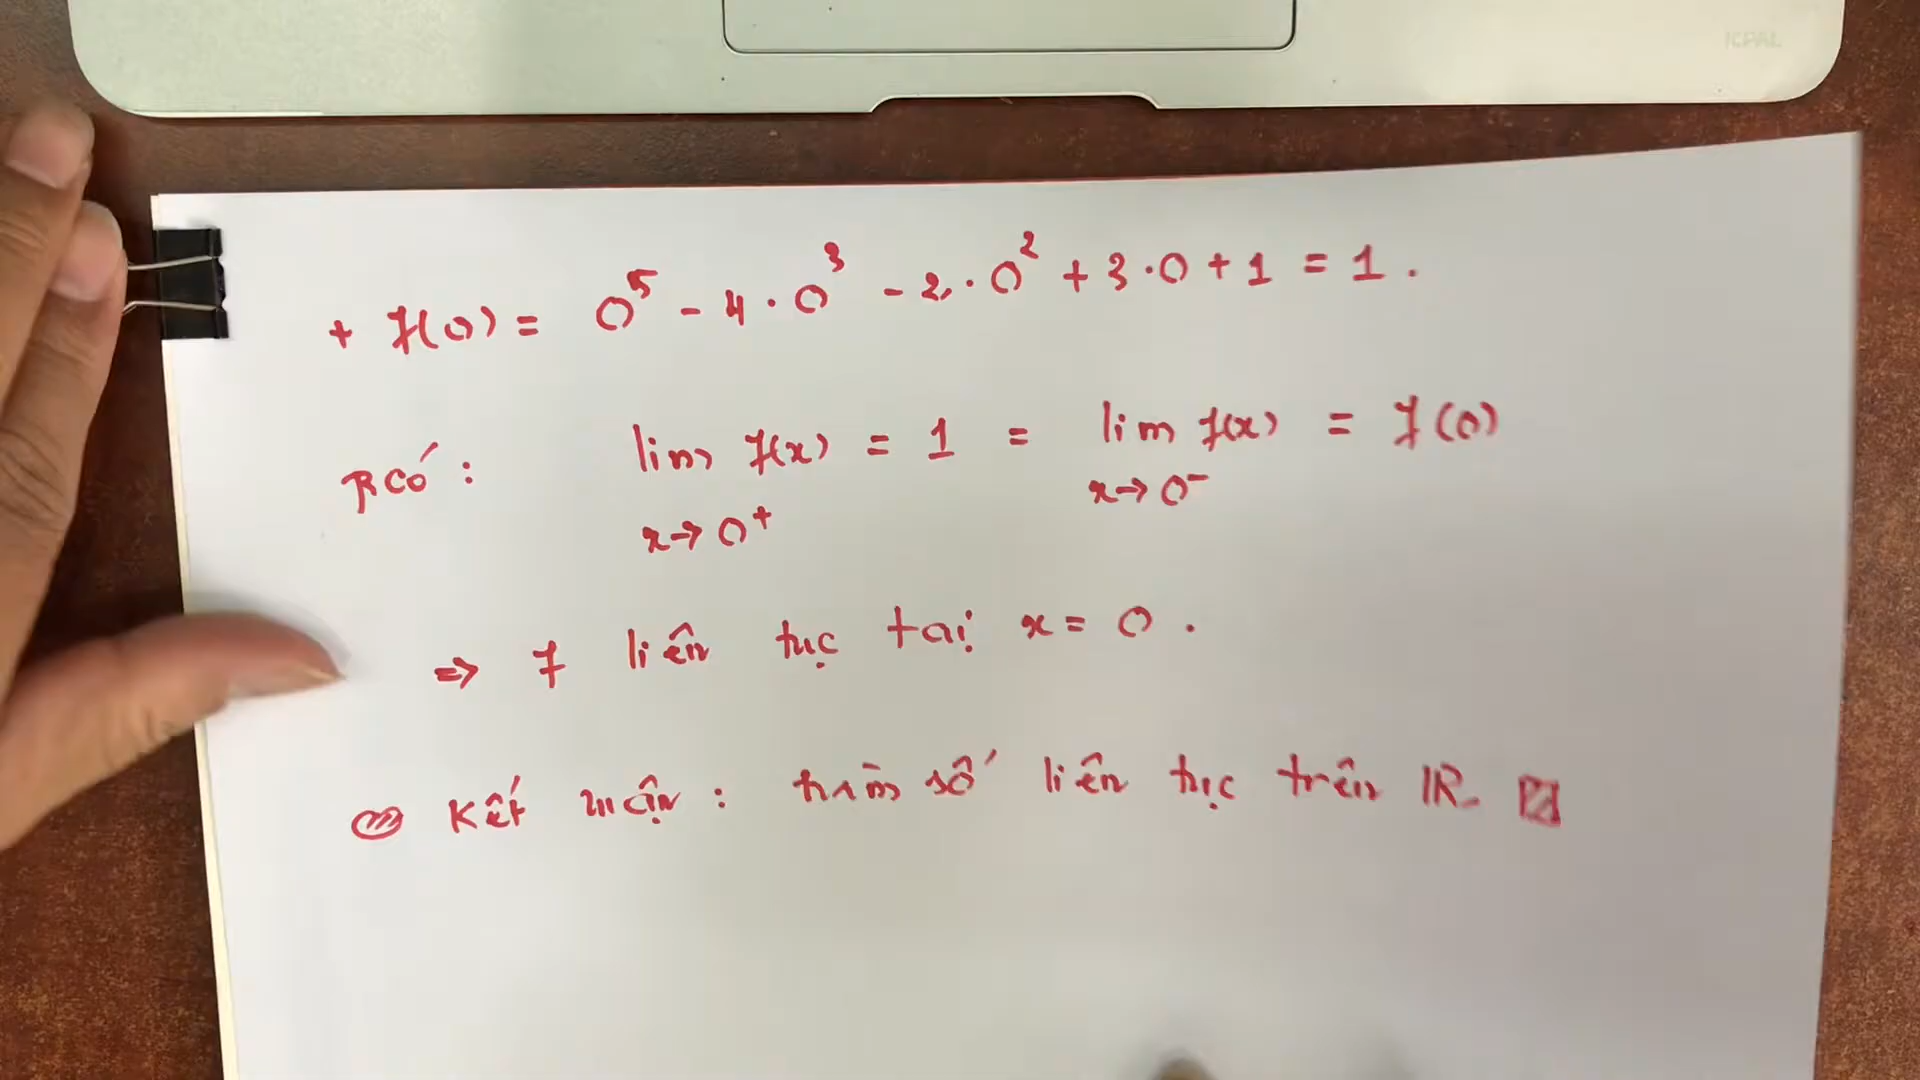 + f(0) = 0⁵ - 4·0³ - 2·0² + 3·0 + 1 = 1.
Có: lim f(x) = 1 = lim f(x) = f(0)
x→0⁺ x→0⁻
⇒ f liên tục tại x = 0.
Kết luận: hàm số liên tục trên ℝ.